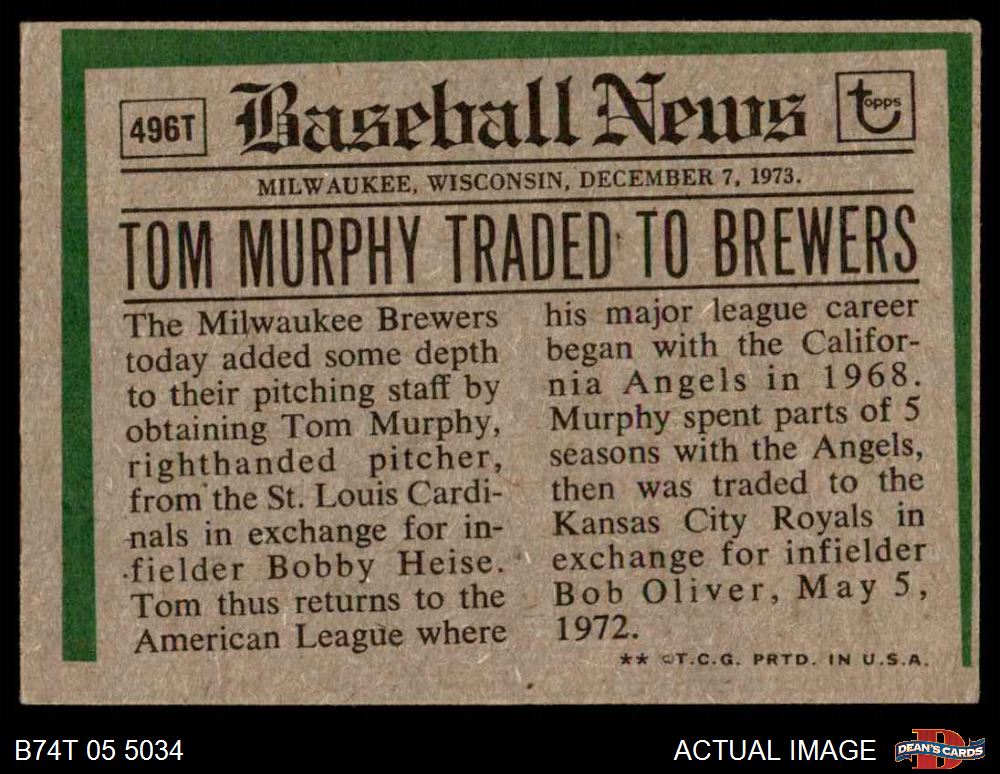 496T
Baseball News
topps
MILWAUKEE, WISCONSIN, DECEMBER 7, 1973.
TOM MURPHY TRADED TO BREWERS
The Milwaukee Brewers
today added some depth
to their pitching staff by
obtaining Tom Murphy,
righthanded pitcher,
from the St. Louis Cardi-
nals in exchange for in-
fielder Bobby Heise.
Tom thus returns to the
American League where
his major league career
began with the Califor-
nia Angels in 1968.
Murphy spent parts of 5
seasons with the Angels,
then was traded to the
Kansas City Royals in
exchange for infielder
Bob Oliver, May 5,
1972.
** ©T.C.G. PRTD. IN U.S.A.
B74T 05 5034
ACTUAL IMAGE
DEAN'S CARDS